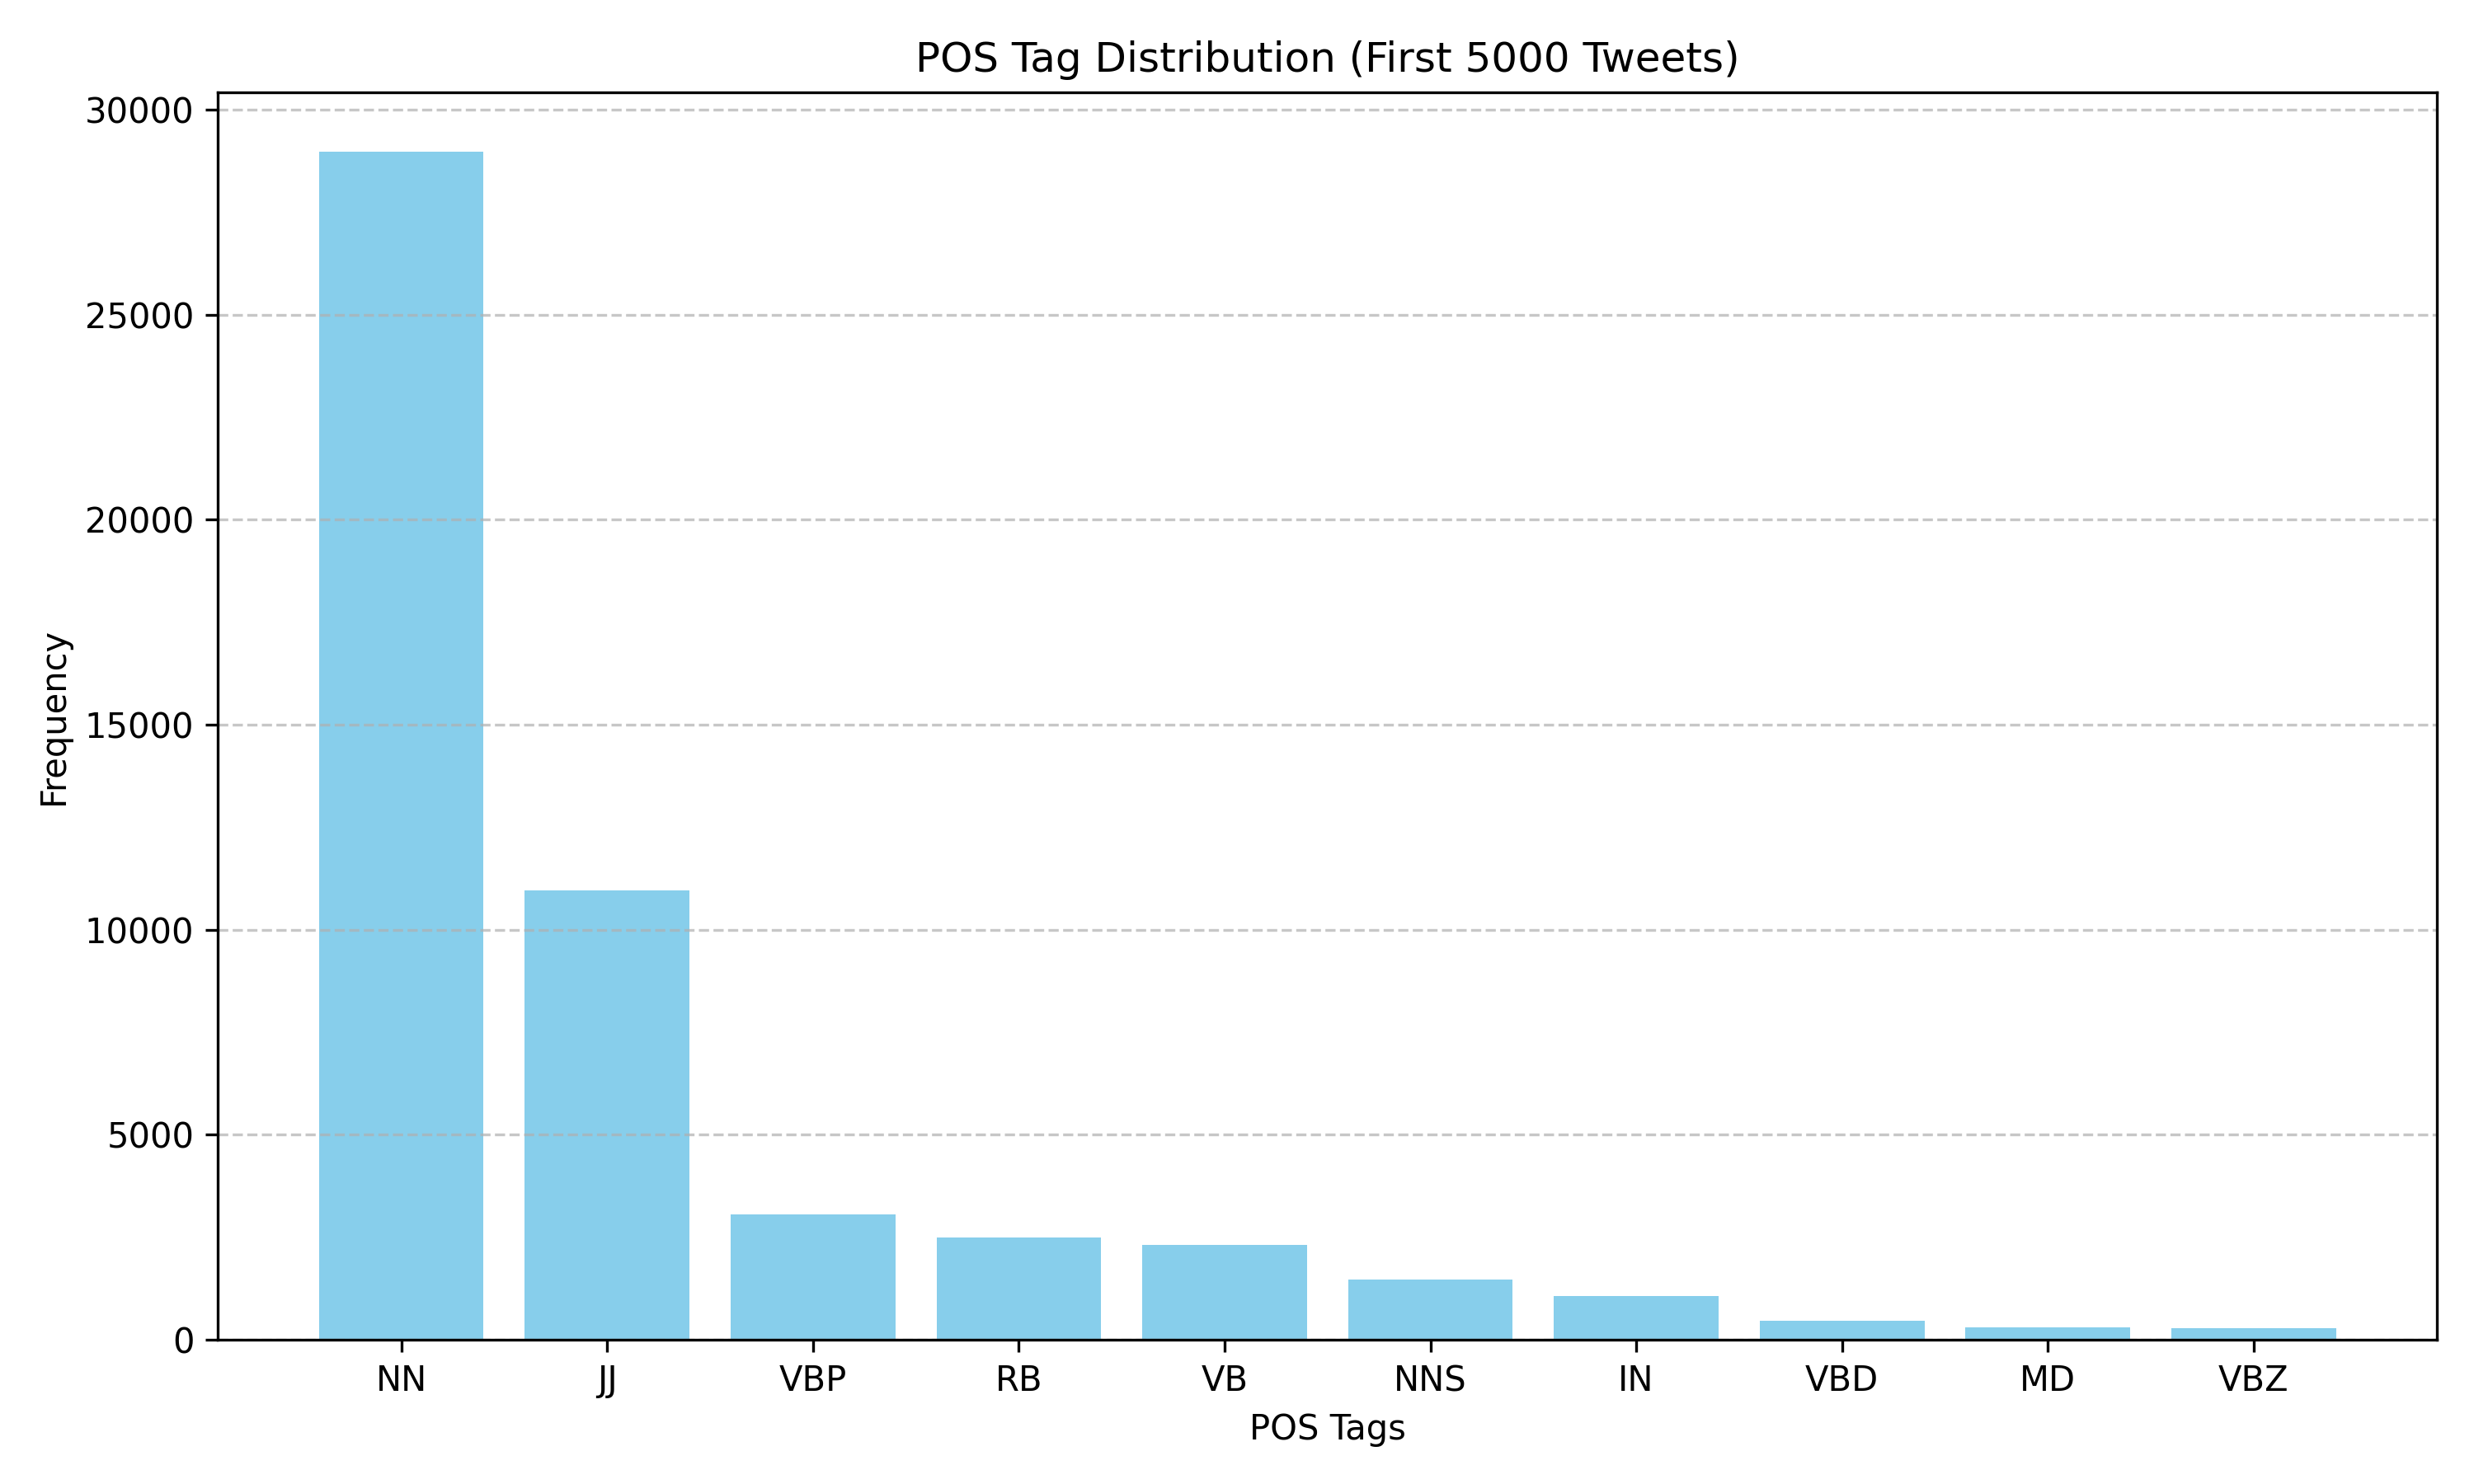 POS Tag Distribution (First 5000 Tweets)
30000
25000
20000
15000
10000
5000
0
Frequency
NN JJ VBP RB VB NNS IN VBD MD VBZ
POS Tags